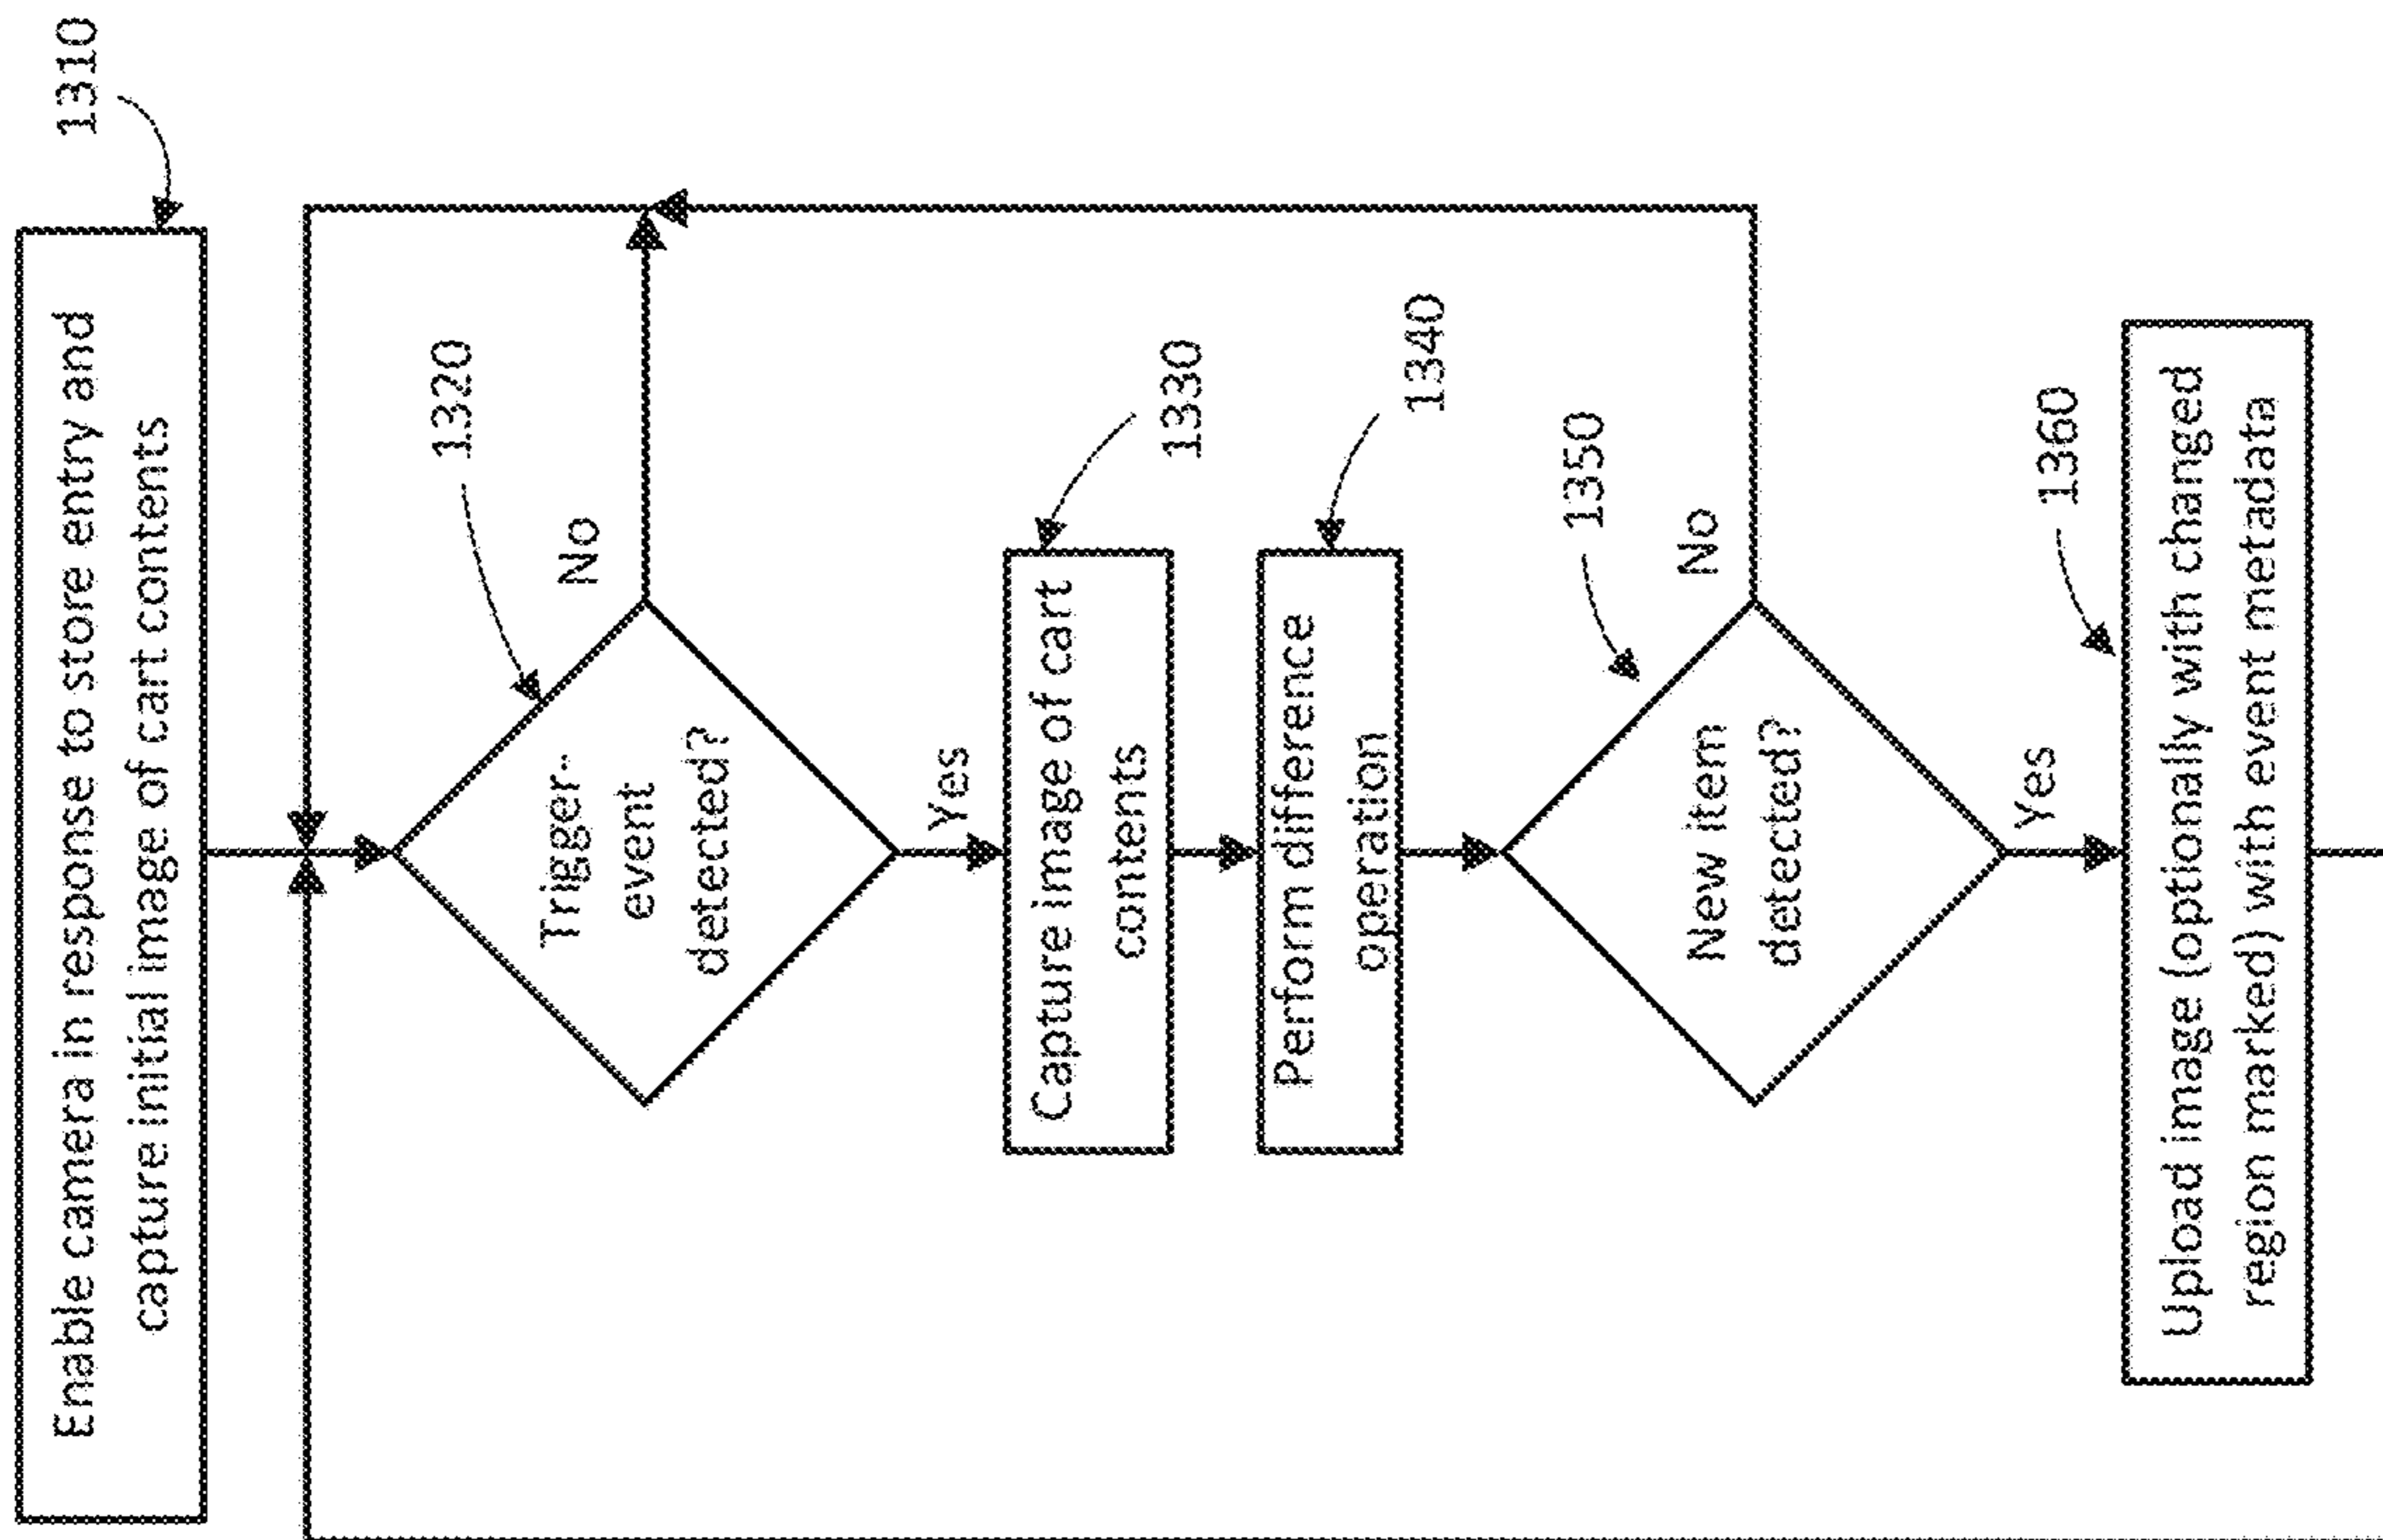 1310
Enable camera in response to store entry and
capture initial image of cart contents
1320
Trigger-
event
detected?
No
Yes
1330
Capture image of cart
contents
1340
Perform difference
operation
1350
New item
detected?
No
Yes
1360
Upload image (optionally with changed
region marked) with event metadata